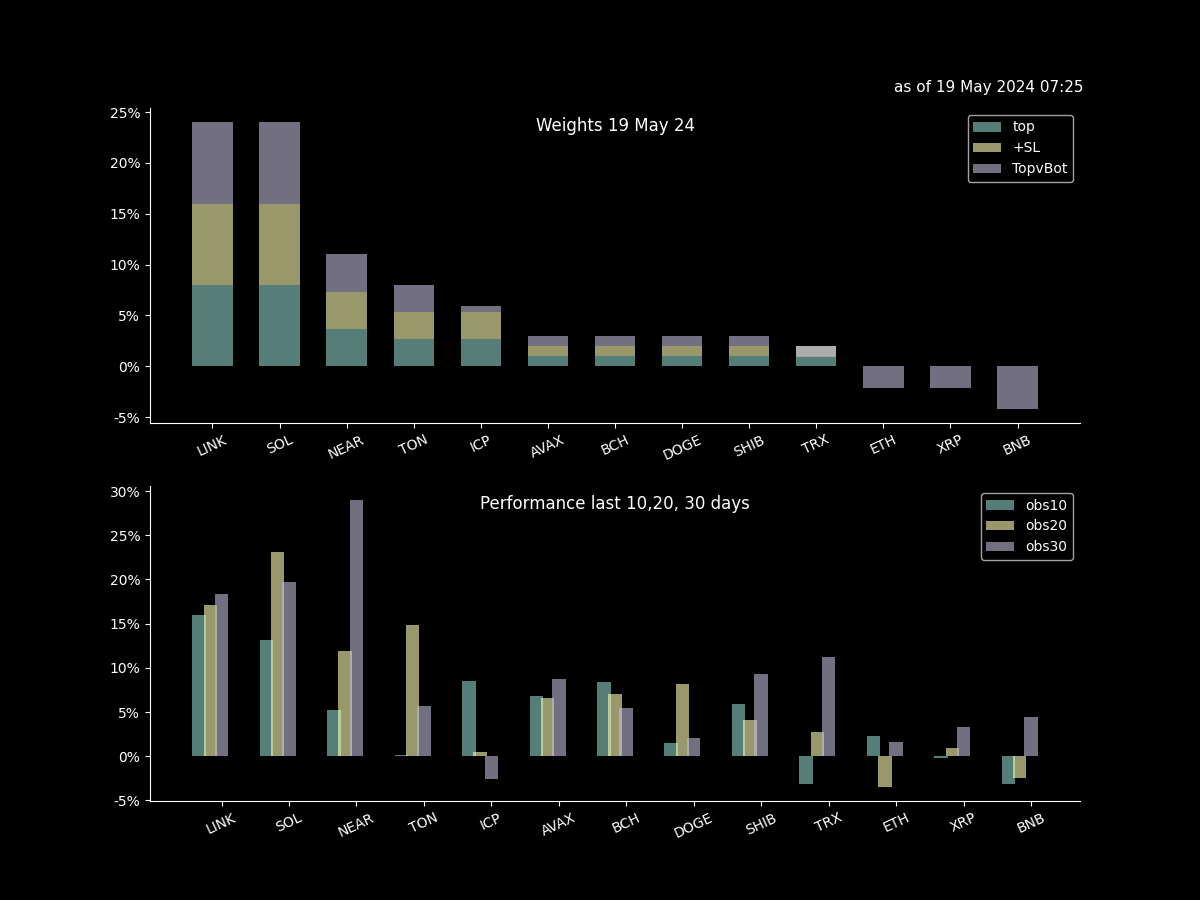 as of 19 May 2024 07:25
Weights 19 May 24
top
+SL
TopvBot
25%
20%
15%
10%
5%
0%
-5%
LINK SOL NEAR TON ICP AVAX BCH DOGE SHIB TRX ETH XRP BNB
Performance last 10,20, 30 days
obs10
obs20
obs30
30%
25%
20%
15%
10%
5%
0%
-5%
LINK SOL NEAR TON ICP AVAX BCH DOGE SHIB TRX ETH XRP BNB